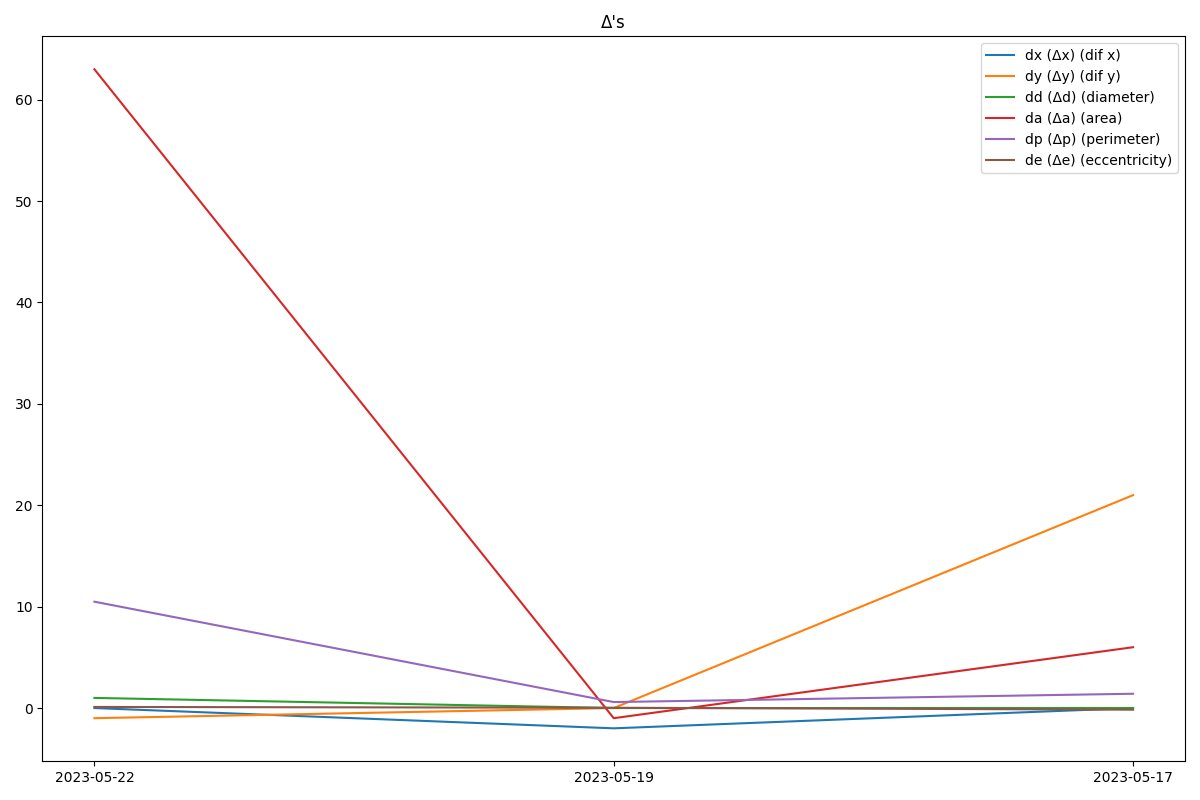 Δ's
dx (Δx) (dif x)
dy (Δy) (dif y)
dd (Δd) (diameter)
da (Δa) (area)
dp (Δp) (perimeter)
de (Δe) (eccentricity)
60
50
40
30
20
10
0
2023-05-22
2023-05-19
2023-05-17